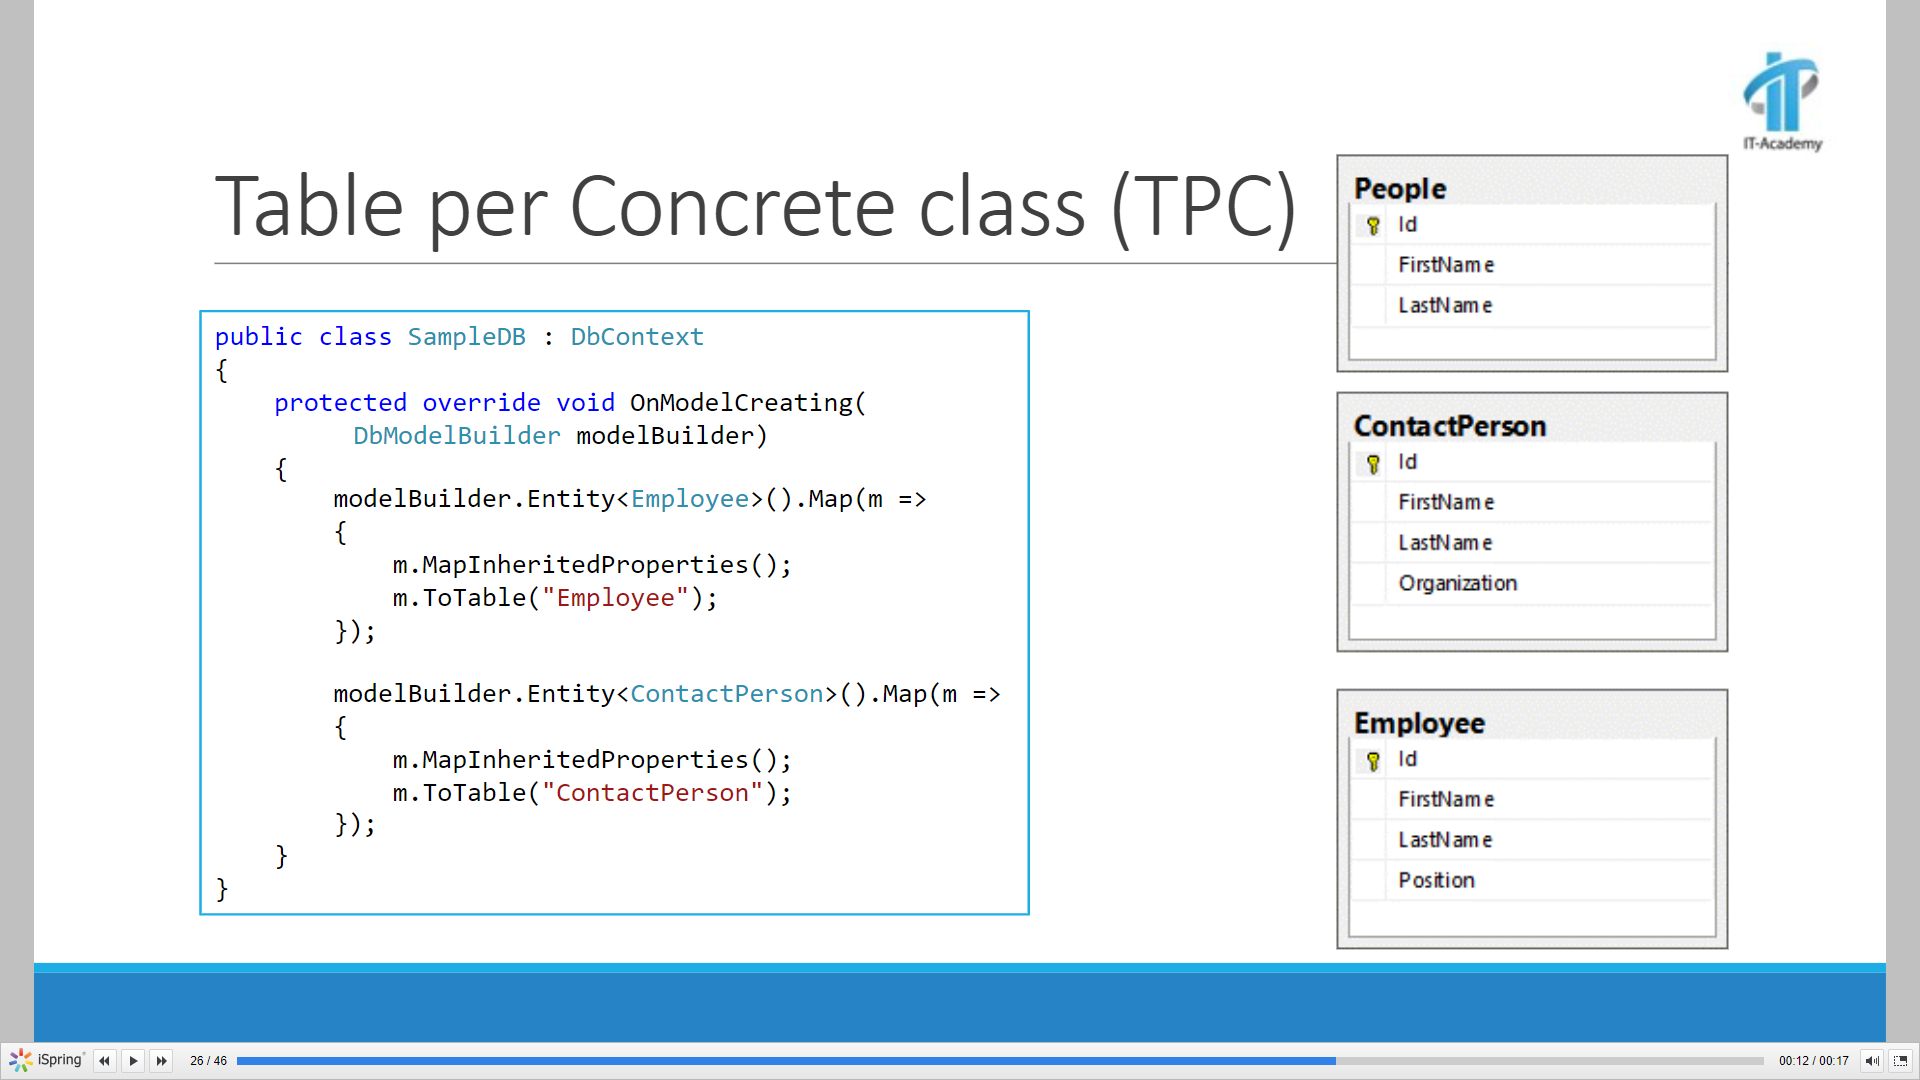 IT-Academy
Table per Concrete class (TPC)
public class SampleDB : DbContext
{
    protected override void OnModelCreating(
        DbModelBuilder modelBuilder)
    {
        modelBuilder.Entity<Employee>().Map(m =>
        {
            m.MapInheritedProperties();
            m.ToTable("Employee");
        });

        modelBuilder.Entity<ContactPerson>().Map(m =>
        {
            m.MapInheritedProperties();
            m.ToTable("ContactPerson");
        });
    }
}
People
Id
FirstName
LastName
ContactPerson
Id
FirstName
LastName
Organization
Employee
Id
FirstName
LastName
Position
iSpring
26 / 46
00:12 / 00:17